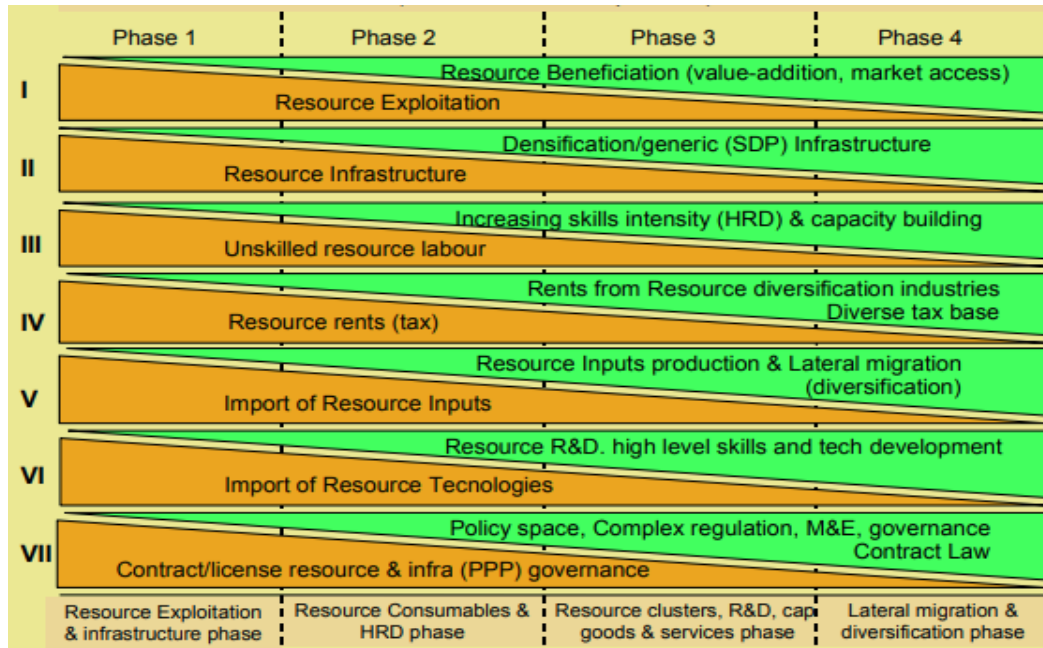 Phase 1 Phase 2 Phase 3 Phase 4
I
Resource Beneficiation (value-addition, market access)
Resource Exploitation
II
Densification/generic (SDP) Infrastructure
Resource Infrastructure
III
Increasing skills intensity (HRD) & capacity building
Unskilled resource labour
IV
Rents from Resource diversification industries
Diverse tax base
Resource rents (tax)
V
Resource Inputs production & Lateral migration
(diversification)
Import of Resource Inputs
VI
Resource R&D. high level skills and tech development
Import of Resource Tecnologies
VII
Policy space, Complex regulation, M&E, governance
Contract Law
Contract/license resource & infra (PPP) governance
Resource Exploitation
& infrastructure phase
Resource Consumables &
HRD phase
Resource clusters, R&D, cap
goods & services phase
Lateral migration &
diversification phase